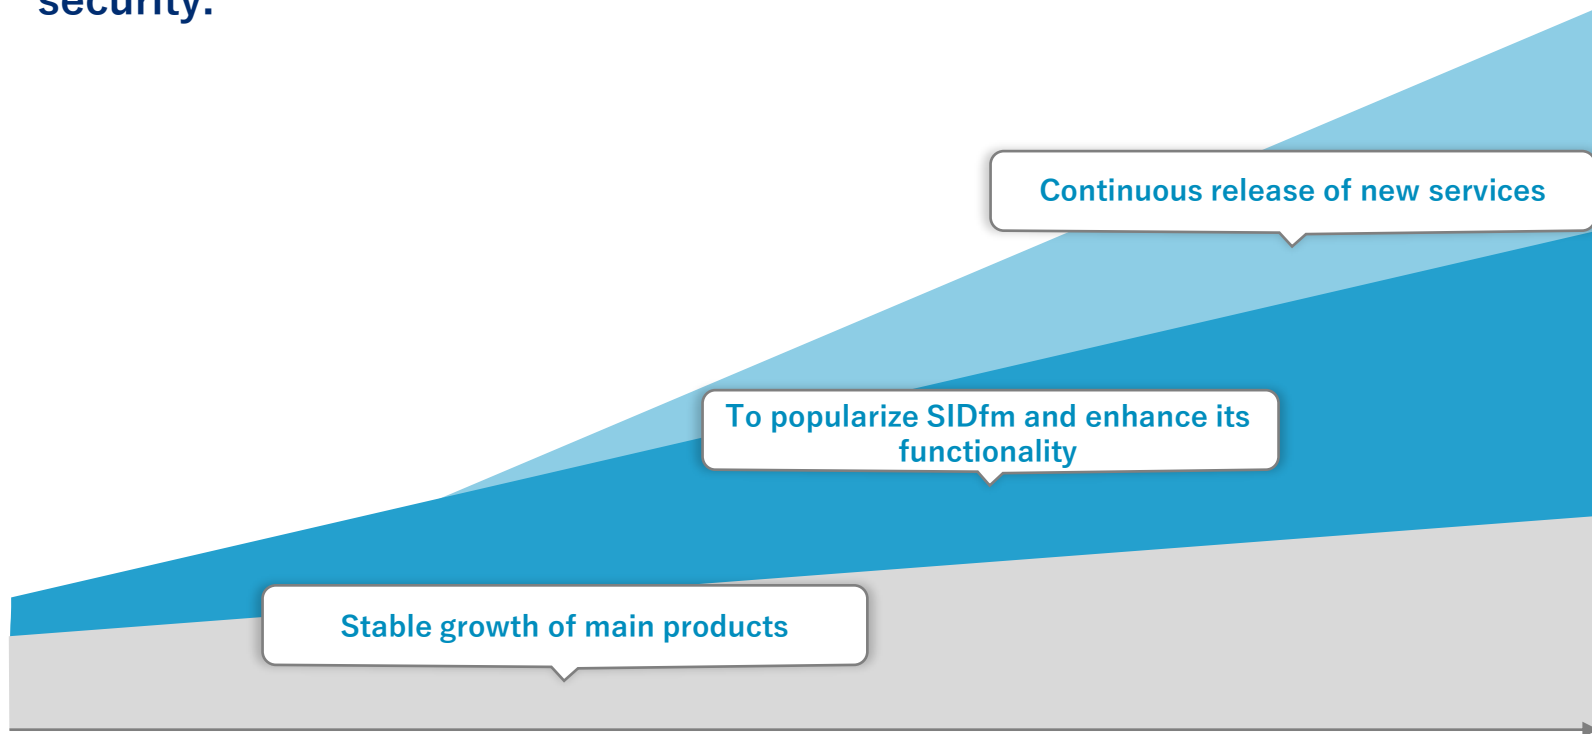 security.
Continuous release of new services
To popularize SIDfm and enhance its
functionality
Stable growth of main products